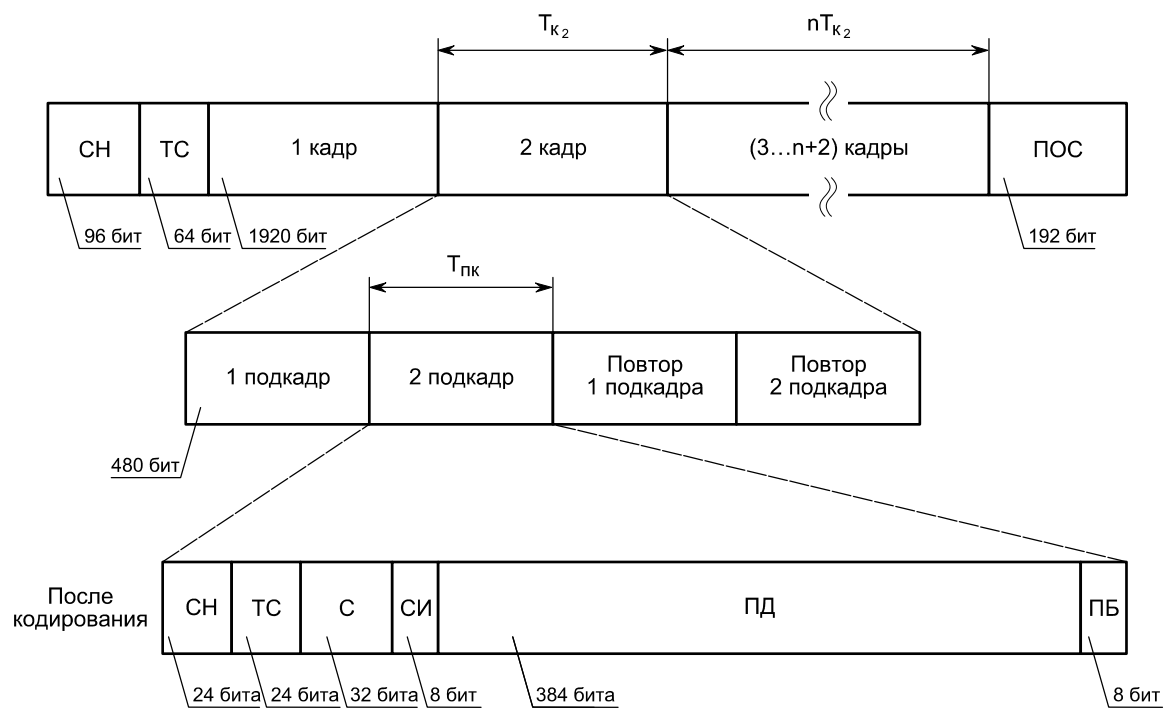 Tк2
nTк2
СН
ТС
1 кадр
2 кадр
(3...n+2) кадры
ПОС
96 бит
64 бит
1920 бит
192 бит
Tпк
1 подкадр
2 подкадр
Повтор
1 подкадра
Повтор
2 подкадра
480 бит
После
кодирования
СН
ТС
С
СИ
ПД
ПБ
24 бита
24 бита
32 бита
8 бит
384 бита
8 бит